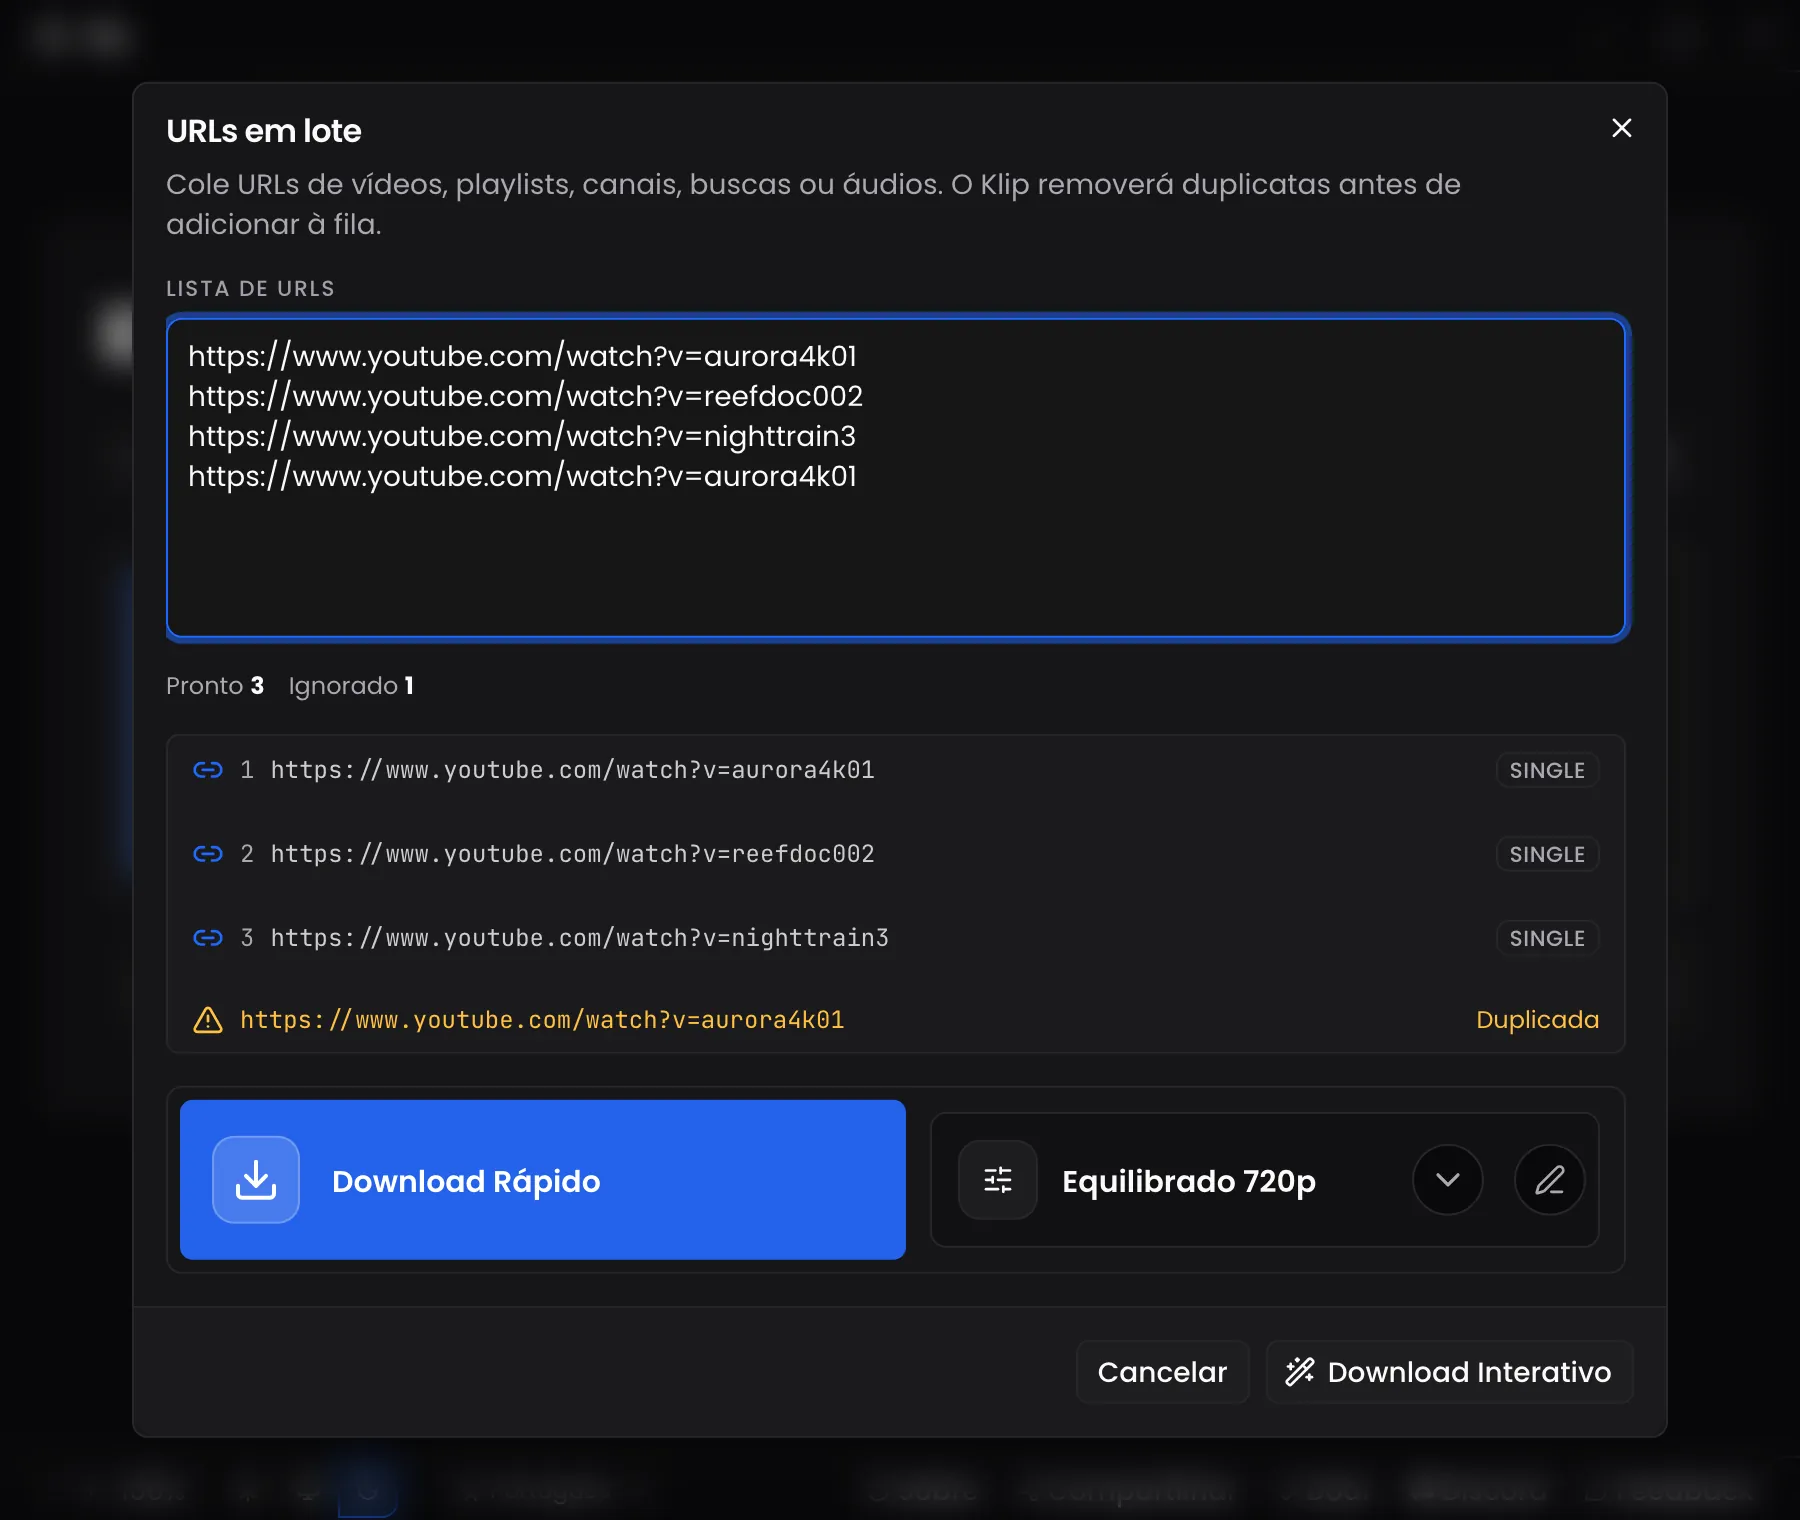 URLs em lote
Cole URLs de vídeos, playlists, canais, buscas ou áudios. O Klip removerá duplicatas antes de
adicionar à fila.
LISTA DE URLS
https://www.youtube.com/watch?v=aurora4k01
https://www.youtube.com/watch?v=reefdoc002
https://www.youtube.com/watch?v=nighttrain3
https://www.youtube.com/watch?v=aurora4k01
Pronto 3 Ignorado 1
1 https://www.youtube.com/watch?v=aurora4k01 SINGLE
2 https://www.youtube.com/watch?v=reefdoc002 SINGLE
3 https://www.youtube.com/watch?v=nighttrain3 SINGLE
https://www.youtube.com/watch?v=aurora4k01 Duplicada
Download Rápido
Equilibrado 720p
Cancelar
Download Interativo